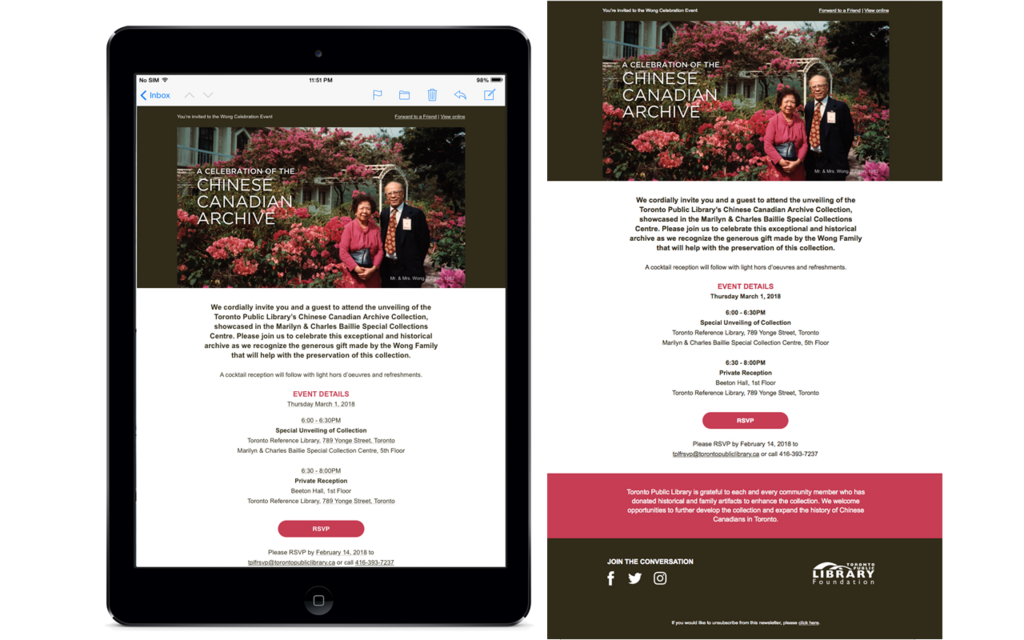 No SIM
11:51 PM
98%
Inbox
You're invited to the Wong Celebration Event
Forward to a Friend | View online
A CELEBRATION OF THE
CHINESE
CANADIAN
ARCHIVE
Mr. & Mrs. Wong
We cordially invite you and a guest to attend the unveiling of the
Toronto Public Library's Chinese Canadian Archive Collection,
showcased in the Marilyn & Charles Baillie Special Collections
Centre. Please join us to celebrate this exceptional and historical
archive as we recognize the generous gift made by the Wong Family
that will help with the preservation of this collection.
A cocktail reception will follow with light hors d'oeuvres and refreshments.
EVENT DETAILS
Thursday March 1, 2018
6:00 - 6:30PM
Special Unveiling of Collection
Toronto Reference Library, 789 Yonge Street, Toronto
Marilyn & Charles Baillie Special Collection Centre, 5th Floor
6:30 - 8:00PM
Private Reception
Beeton Hall, 1st Floor
Toronto Reference Library, 789 Yonge Street, Toronto
RSVP
Please RSVP by February 14, 2018 to
tplfrsvp@torontopubliclibrary.ca or call 416-393-7237
You're invited to the Wong Celebration Event
Forward to a Friend | View online
A CELEBRATION OF THE
CHINESE
CANADIAN
ARCHIVE
Mr. & Mrs. Wong
We cordially invite you and a guest to attend the unveiling of the
Toronto Public Library's Chinese Canadian Archive Collection,
showcased in the Marilyn & Charles Baillie Special Collections
Centre. Please join us to celebrate this exceptional and historical
archive as we recognize the generous gift made by the Wong Family
that will help with the preservation of this collection.
A cocktail reception will follow with light hors d'oeuvres and refreshments.
EVENT DETAILS
Thursday March 1, 2018
6:00 - 6:30PM
Special Unveiling of Collection
Toronto Reference Library, 789 Yonge Street, Toronto
Marilyn & Charles Baillie Special Collection Centre, 5th Floor
6:30 - 8:00PM
Private Reception
Beeton Hall, 1st Floor
Toronto Reference Library, 789 Yonge Street, Toronto
RSVP
Please RSVP by February 14, 2018 to
tplfrsvp@torontopubliclibrary.ca or call 416-393-7237
Toronto Public Library is grateful to each and every community member who has
donated historical and family artifacts to enhance the collection. We welcome
opportunities to further develop the collection and expand the history of Chinese
Canadians in Toronto.
JOIN THE CONVERSATION
TORONTO
PUBLIC
LIBRARY
Foundation
If you would like to unsubscribe from this newsletter, please click here.